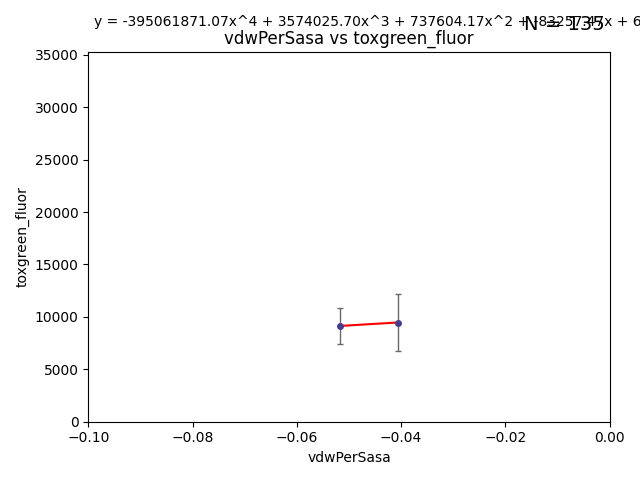 y = -395061871.07x^4 + 3574025.70x^3 + 737604.17x^2 +
N = 135
vdwPerSasa vs toxgreen_fluor
35000
30000
25000
20000
15000
10000
5000
0
toxgreen_fluor
−0.10 −0.08 −0.06 −0.04 −0.02 0.00
vdwPerSasa